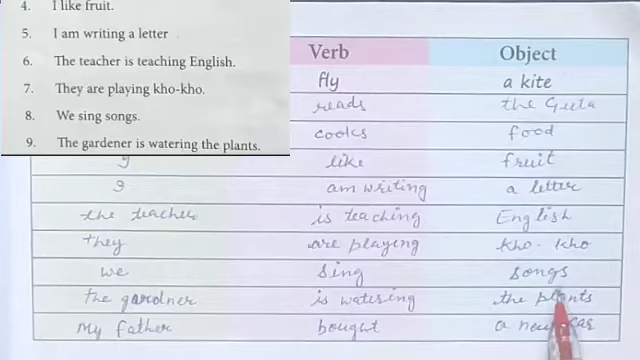 4. I like fruit.
5. I am writing a letter
6. The teacher is teaching English.
7. They are playing kho-kho.
8. We sing songs.
9. The gardener is watering the plants.
Verb Object
fly a kite
reads the Geeta
cooks food
I like fruit
I am writing a letter
the teacher is teaching English
they are playing kho-kho
we sing songs
the gardner is watering the plants
My father bought a new car